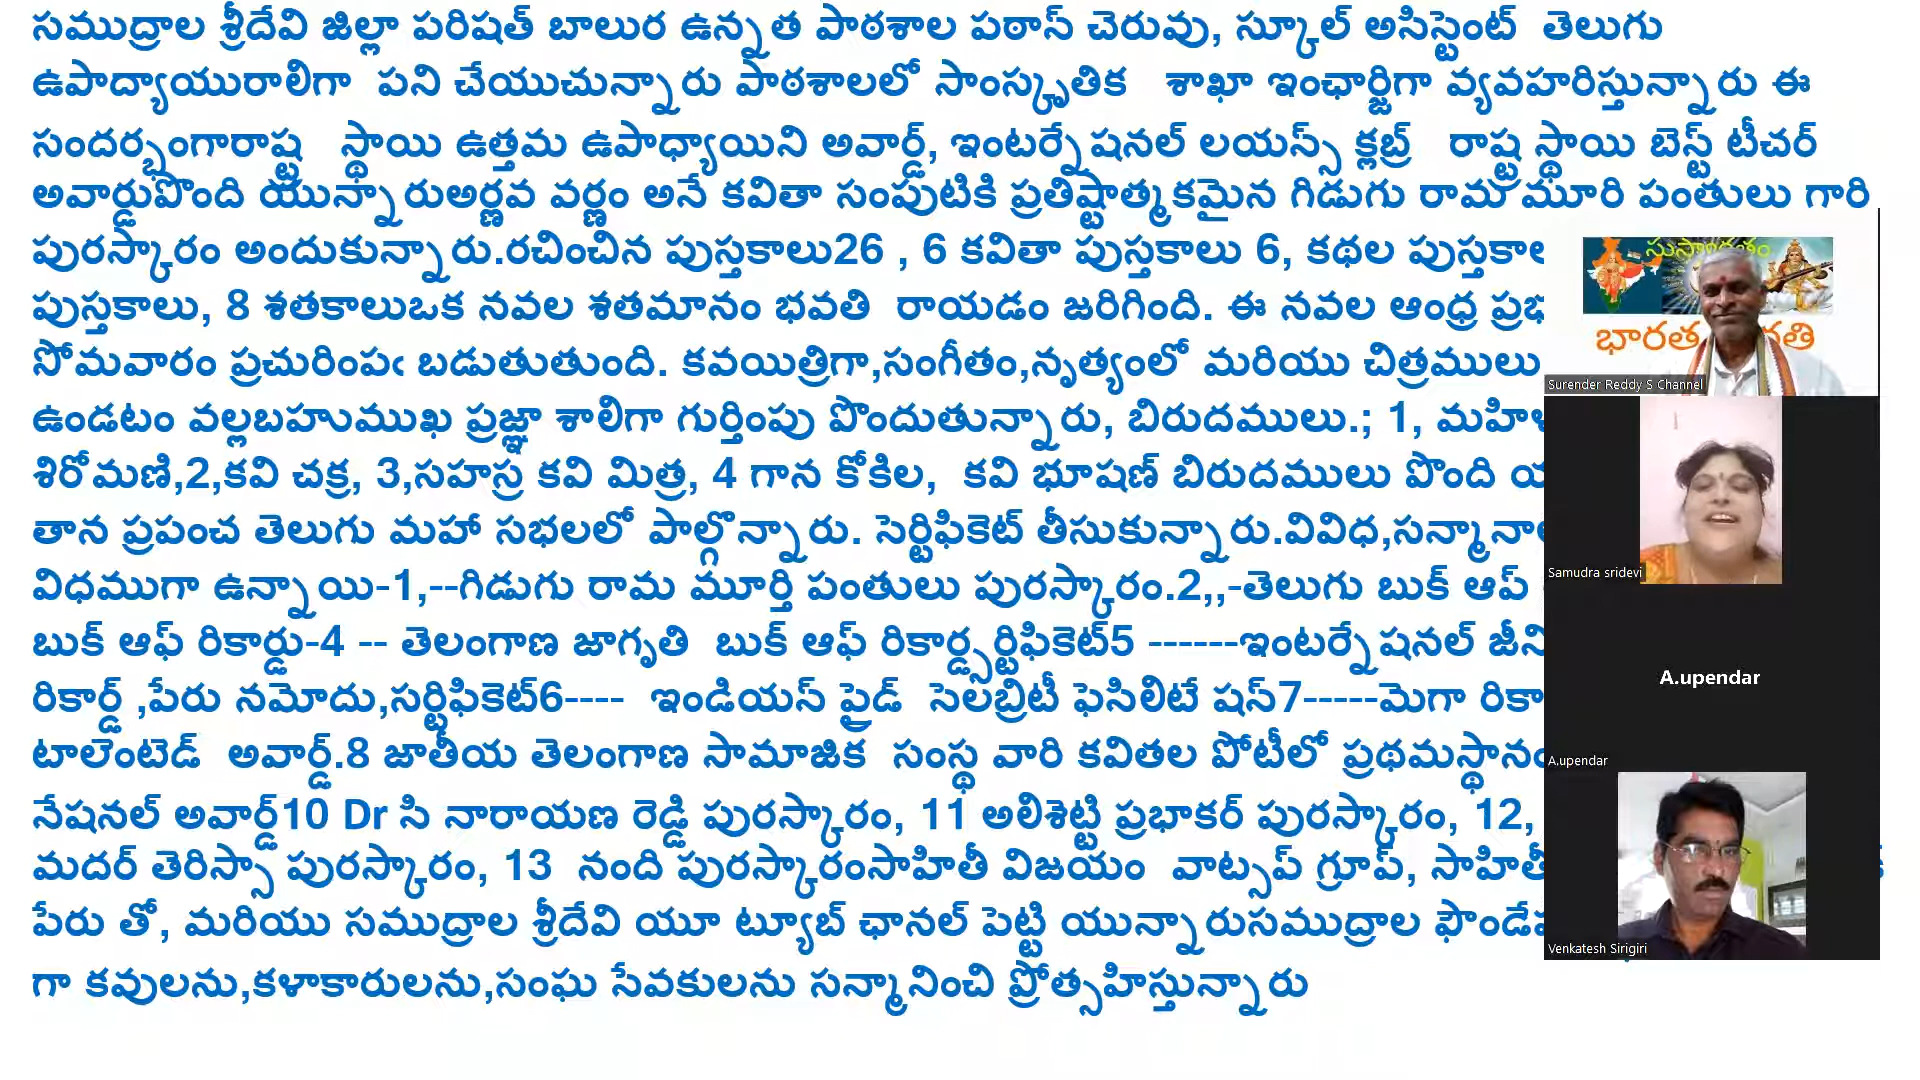 సముద్రాల శ్రీదేవి జిల్లా పరిషత్ బాలుర ఉన్నత పాఠశాల పఠాస్ చెరువు, స్కూల్ అసిస్టెంట్ తెలుగు
ఉపాద్యాయురాలిగా పని చేయుచున్నారు పాఠశాలలో సాంస్కృతిక శాఖా ఇంఛార్జిగా వ్యవహరిస్తున్నారు ఈ
సందర్భంగారాష్ట్ర స్థాయి ఉత్తమ ఉపాధ్యాయిని అవార్డ్, ఇంటర్నేషనల్ లయన్స్ క్లబ్ర్ రాష్ట్ర స్థాయి బెస్ట్ టీచర్
అవార్డుపొంది యున్నారుఅర్ణవ వర్ణం అనే కవితా సంపుటికి ప్రతిష్టాత్మకమైన గిడుగు రామ మూరి పంతులు గారి
పురస్కారం అందుకున్నారు.రచించిన పుస్తకాలు26 , 6 కవితా పుస్తకాలు 6, కథల
పుస్తకాలు, 8 శతకాలుఒక నవల శతమానం భవతి రాయడం జరిగింది. ఈ నవల ఆంధ్ర
సోమవారం ప్రచురింపఁ బడుతుతుంది. కవయిత్రిగా,సంగీతం,నృత్యంలో మరియు చిత్రములు
ఉండటం వల్లబహుముఖ ప్రజ్ఞా శాలిగా గుర్తింపు పొందుతున్నారు, బిరుదములు.; 1,
శిరోమణి,2,కవి చక్ర, 3,సహస్ర కవి మిత్ర, 4 గాన కోకిల, కవి భూషణ్ బిరుదములు పొంది
తాన ప్రపంచ తెలుగు మహా సభలలో పాల్గొన్నారు. సెర్టిఫికెట్ తీసుకున్నారు.వివిధ,
విధముగా ఉన్నాయి-1,--గిడుగు రామ మూర్తి పంతులు పురస్కారం.2,,-తెలుగు బుక్ ఆప్
బుక్ ఆఫ్ రికార్డు-4 -- తెలంగాణ జాగృతి బుక్ ఆఫ్ రికార్డ్సర్టిఫికెట్5 ------ఇంటర్నేషనల్
రికార్డ్ ,పేరు నమోదు,సర్టిఫికెట్6---- ఇండియన్ ప్రైడ్ సెలబ్రిటీ ఫెసిలిటే షన్7-----మెగా
టాలెంటెడ్ అవార్డ్.8 జాతీయ తెలంగాణ సామాజిక సంస్థ వారి కవితల పోటీలో ప్రథమస్థానం
నేషనల్ అవార్డ్10 Dr సి నారాయణ రెడ్డి పురస్కారం, 11 అలిశెట్టి ప్రభాకర్ పురస్కారం, 12,
మదర్ తెరిస్సా పురస్కారం, 13 నంది పురస్కారంసాహితీ విజయం వాట్సప్ గ్రూప్,
పేరు తో, మరియు సముద్రాల శ్రీదేవి యూ ట్యూబ్ ఛానల్ పెట్టి యున్నారుసముద్రాల
గా కవులను,కళాకారులను,సంఘ సేవకులను సన్మానించి ప్రోత్సహిస్తున్నారు
Surender Reddy S Channel
Samudra sridevi
A.upendar
A.upendar
Venkatesh Sirigiri